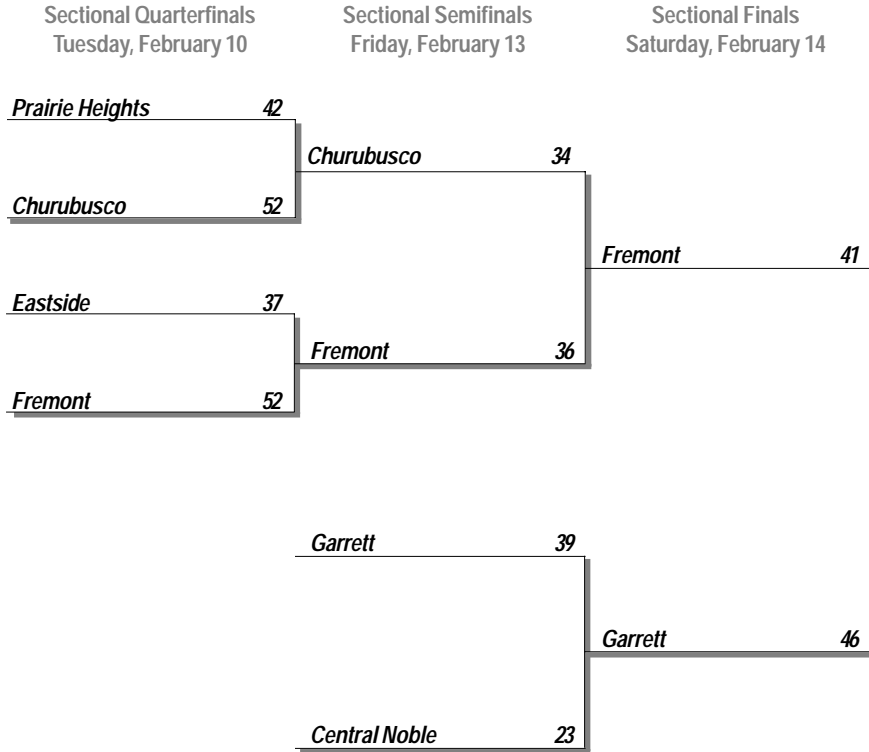 Sectional Quarterfinals
Tuesday, February 10
Sectional Semifinals
Friday, February 13
Sectional Finals
Saturday, February 14
Prairie Heights 42
Churubusco 52
Eastside 37
Fremont 52
Churubusco 34
Fremont 36
Garrett 39
Central Noble 23
Fremont 41
Garrett 46